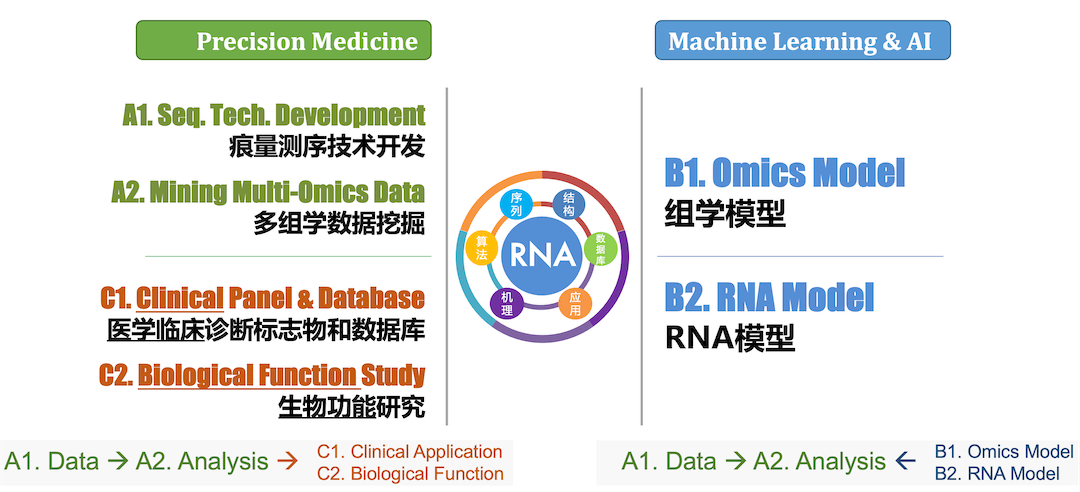 Precision Medicine
A1. Seq. Tech. Development
痕量测序技术开发
A2. Mining Multi-Omics Data
多组学数据挖掘
C1. Clinical Panel & Database
医学临床诊断标志物和数据库
C2. Biological Function Study
生物功能研究
序列
结构
算法
RNA
数据库
机理
应用
Machine Learning & AI
B1. Omics Model
组学模型
B2. RNA Model
RNA模型
A1. Data → A2. Analysis →
C1. Clinical Application
C2. Biological Function
A1. Data → A2. Analysis ←
B1. Omics Model
B2. RNA Model